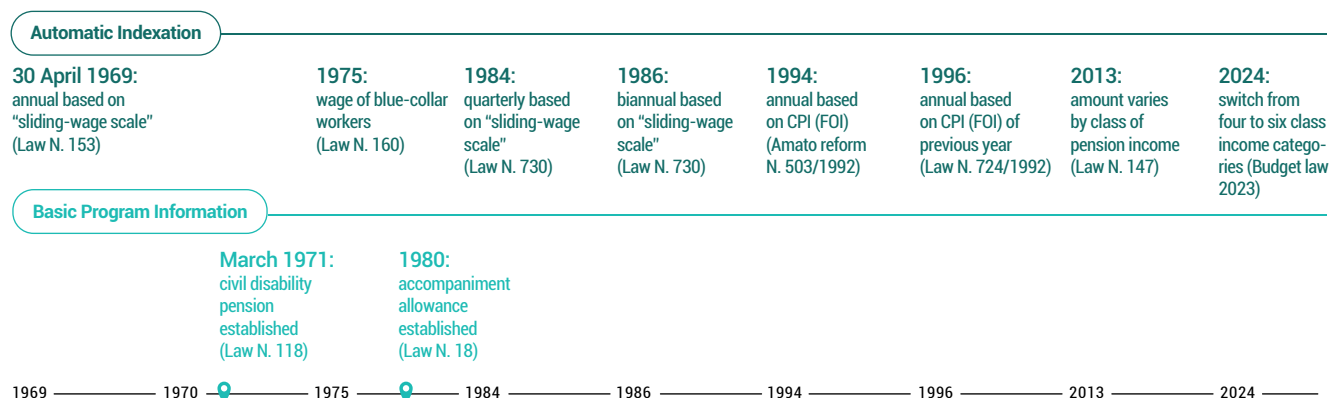 Automatic Indexation
30 April 1969:
annual based on
“sliding-wage scale”
(Law N. 153)
1975:
wage of blue-collar
workers
(Law N. 160)
1984:
quarterly based
on “sliding-wage
scale”
(Law N. 730)
1986:
biannual based
on “sliding-wage
scale”
(Law N. 730)
1994:
annual based
on CPI (FOI)
(Amato reform
N. 503/1992)
1996:
annual based
on CPI (FOI) of
previous year
(Law N. 724/1992)
2013:
amount varies
by class of
pension income
(Law N. 147)
2024:
switch from
four to six class
income catego-
ries (Budget law
2023)
Basic Program Information
March 1971:
civil disability
pension
established
(Law N. 118)
1980:
accompaniment
allowance
established
(Law N. 18)
1969 1970 1975 1984 1986 1994 1996 2013 2024